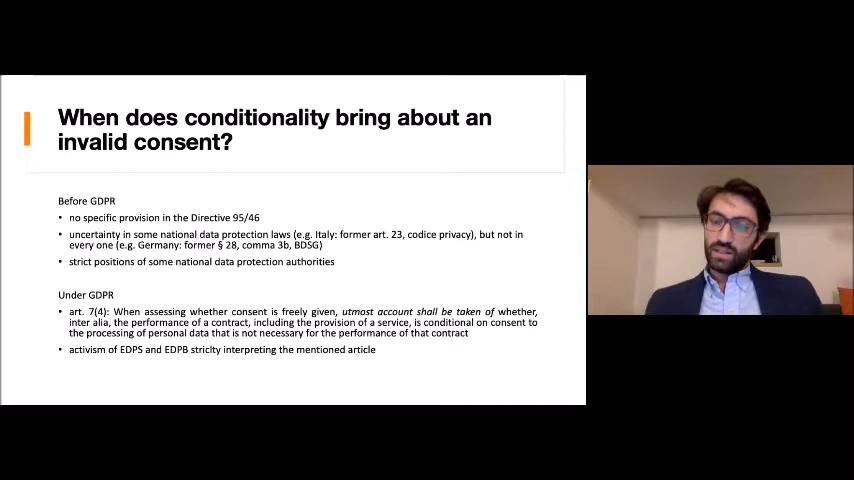 When does conditionality bring about an
invalid consent?
Before GDPR
• no specific provision in the Directive 95/46
• uncertainty in some national data protection laws (e.g. Italy: former art. 23, codice privacy), but not in
every one (e.g. Germany: former § 28, comma 3b, BDSG)
• strict positions of some national data protection authorities
Under GDPR
• art. 7(4): When assessing whether consent is freely given, utmost account shall be taken of whether,
inter alia, the performance of a contract, including the provision of a service, is conditional on consent to
the processing of personal data that is not necessary for the performance of that contract
• activism of EDPS and EDPB striclty interpreting the mentioned article